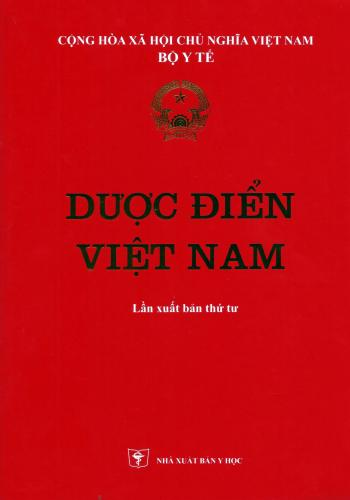 CỘNG HÒA XÃ HỘI CHỦ NGHĨA VIỆT NAM
BỘ Y TẾ
DƯỢC ĐIỂN
VIỆT NAM
Lần xuất bản thứ tư
NHÀ XUẤT BẢN Y HỌC